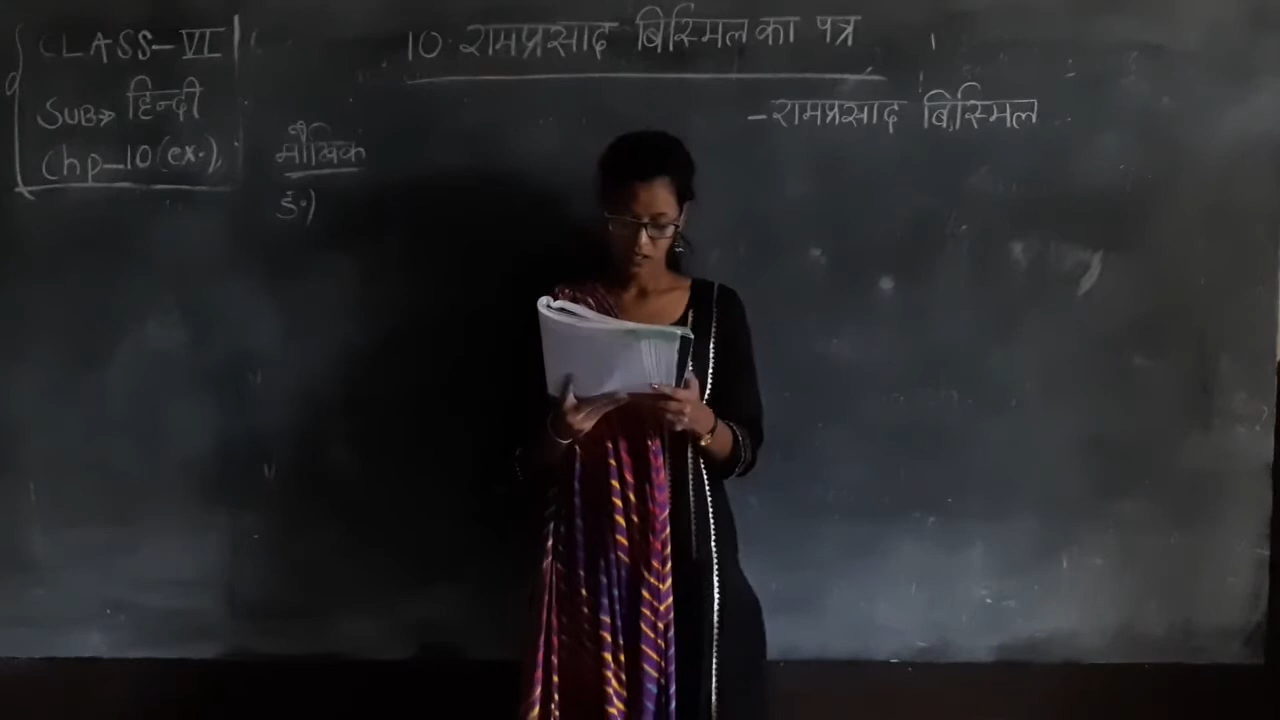 CLASS-VI
SUB⇒ हिन्दी
Chp-10(ex.),
10. रामप्रसाद बिस्मिल का पत्र
-रामप्रसाद बिस्मिल
मौखिक
ड.)